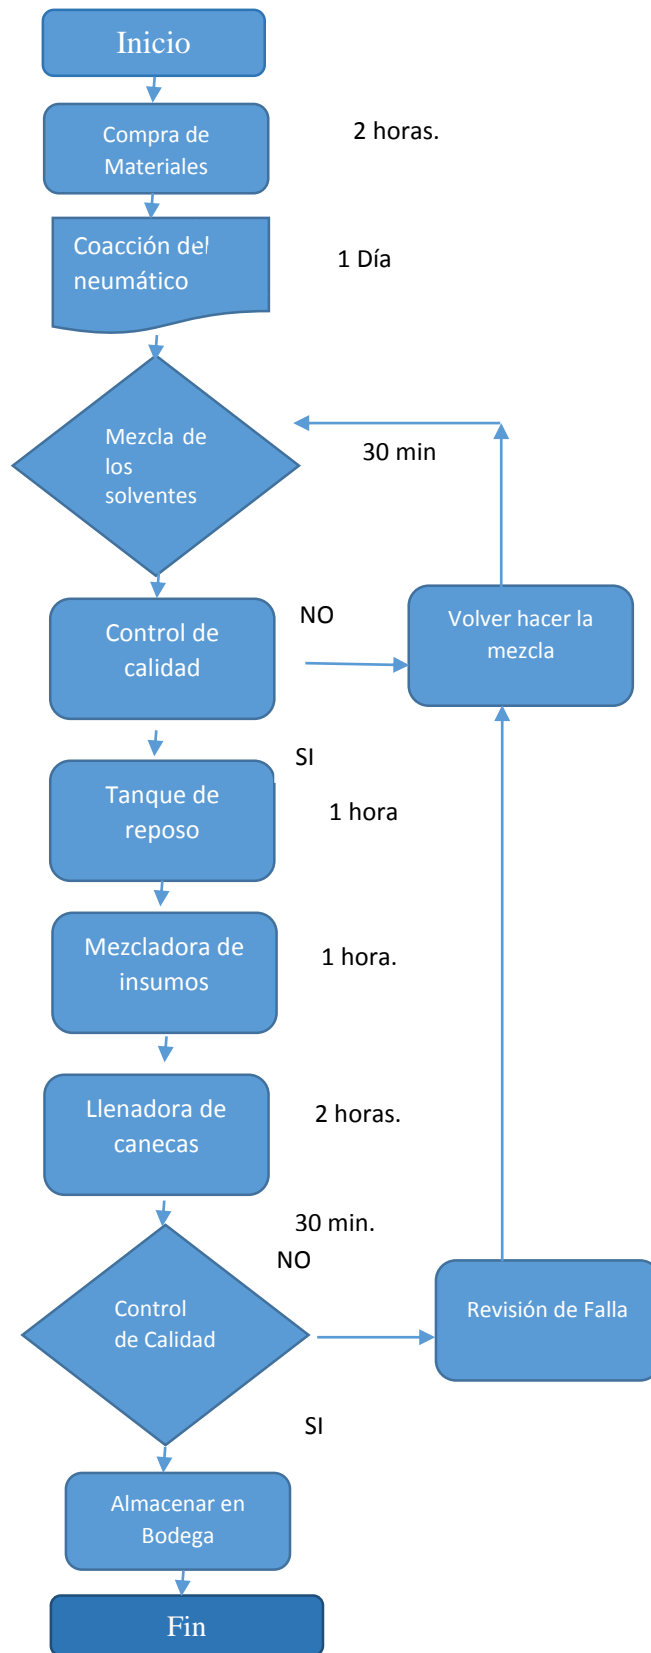 Inicio
Compra de
Materiales
2 horas.
Coacción del
neumático
1 Día
Mezcla de
los
solventes
30 min
Control de
calidad
NO
Volver hacer la
mezcla
SI
Tanque de
reposo
1 hora
Mezcladora de
insumos
1 hora.
Llenadora de
canecas
2 horas.
30 min.
NO
Control
de Calidad
Revisión de Falla
SI
Almacenar en
Bodega
Fin